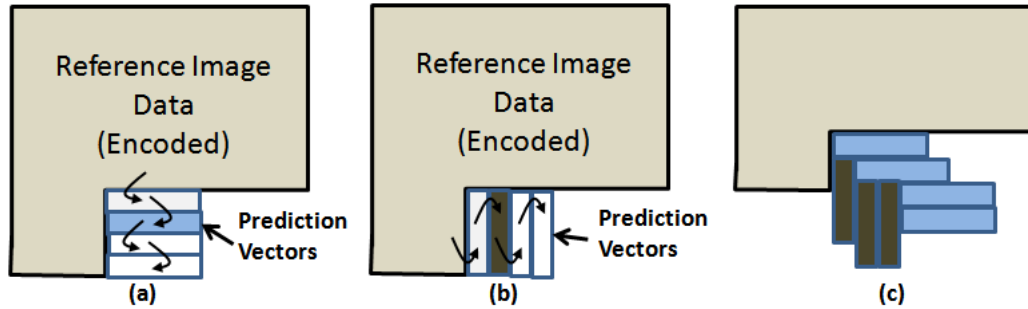 Reference Image
Data
(Encoded)
Prediction
Vectors
(a)
Reference Image
Data
(Encoded)
Prediction
Vectors
(b)
(c)